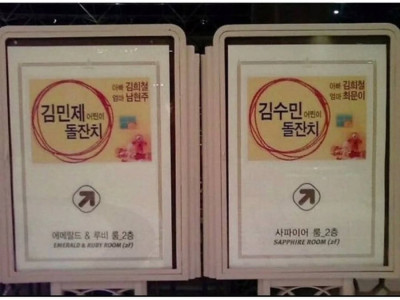 아빠 김희철
엄마 남현주
김민제 어린이
돌잔치
에메랄드 & 루비 룸_2층
EMERALD & RUBY ROOM (2f)
아빠 김희철
엄마 최문이
김수민 어린이
돌잔치
사파이어 룸_2층
SAPPHIRE ROOM (2f)